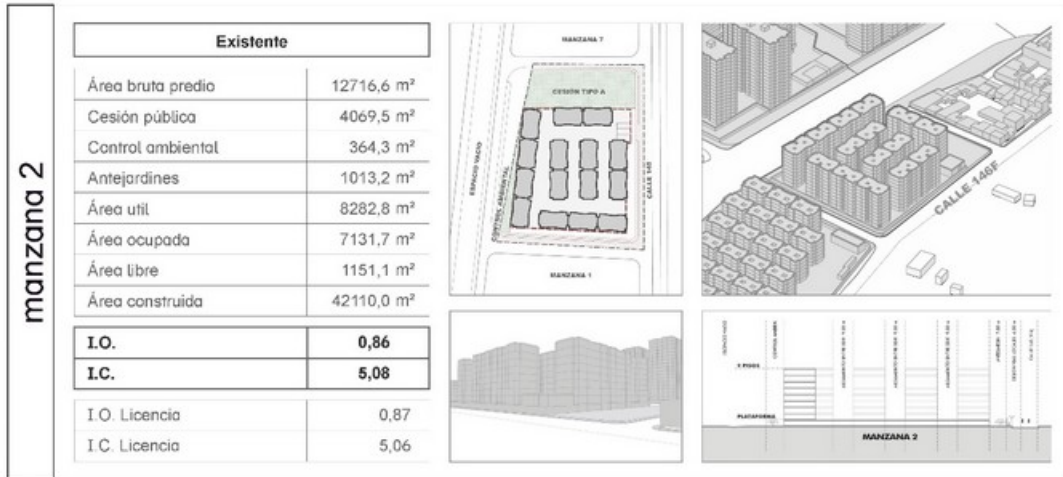 manzana 2
Existente
Área bruta predio 12716,6 m²
Cesión pública 4069,5 m²
Control ambiental 364,3 m²
Antejardines 1013,2 m²
Área util 8282,8 m²
Área ocupada 7131,7 m²
Área libre 1151,1 m²
Área construida 42110,0 m²
I.O. 0,86
I.C. 5,08
I.O. Licencia 0,87
I.C. Licencia 5,06
MANZANA 7
CESIÓN TIPO A
ESPACIO VACIO
CONTROL AMBIENTAL
MANZANA 1
CALLE 146F
PLATAFORMA
MANZANA 2